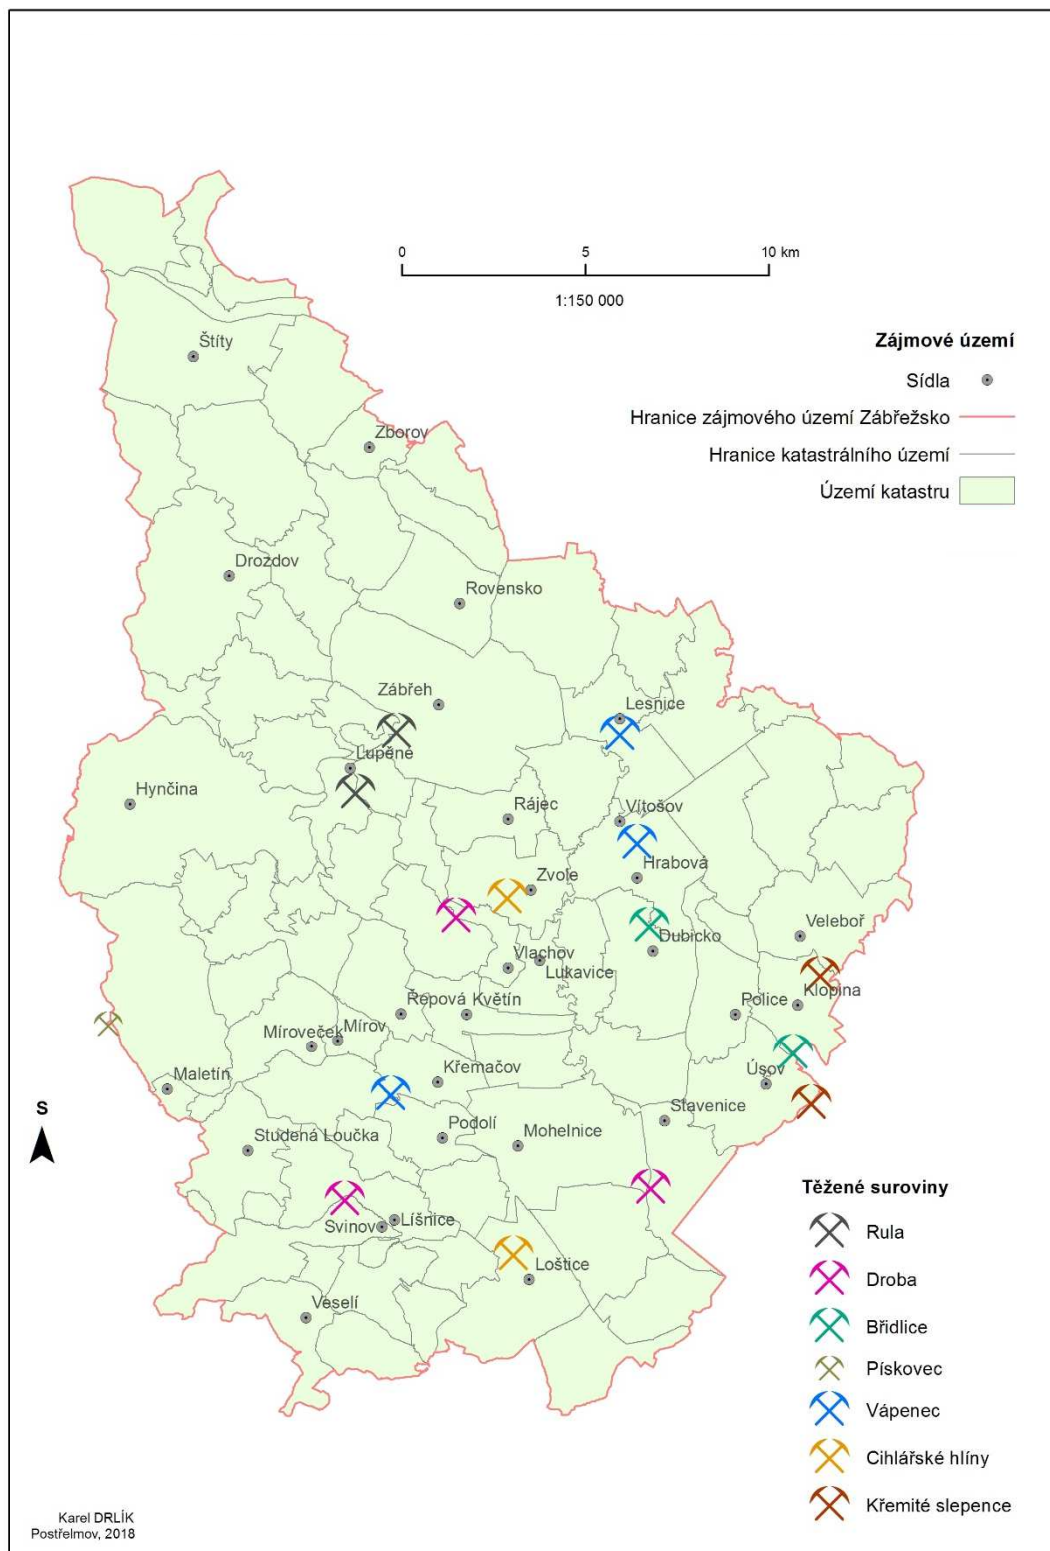 0 5 10 km
1:150 000
Zájmové území
Štíty
Sídla
Hranice zájmového území Zábřežsko
Zborov
Hranice katastrálního území
Území katastru
Drozdov
Rovensko
Zábřeh
Lesnice
Lupěné
Hynčina
Rájec
Vítošov
Hrabová
Zvole
Veleboř
Dubicko
Vlachov
Lukavice
Řepová
Květín
Police
Klopina
Mírov
Míroveček
Křemačov
Úsov
Maletín
S
Stavenice
Podolí
Mohelnice
Studená Loučka
Těžené suroviny
Líšnice
Svinov
Rula
Loštice
Droba
Veselí
Břidlice
Pískovec
Vápenec
Cihlářské hlíny
Křemité slepence
Karel DRLÍK
Postřelmov, 2018